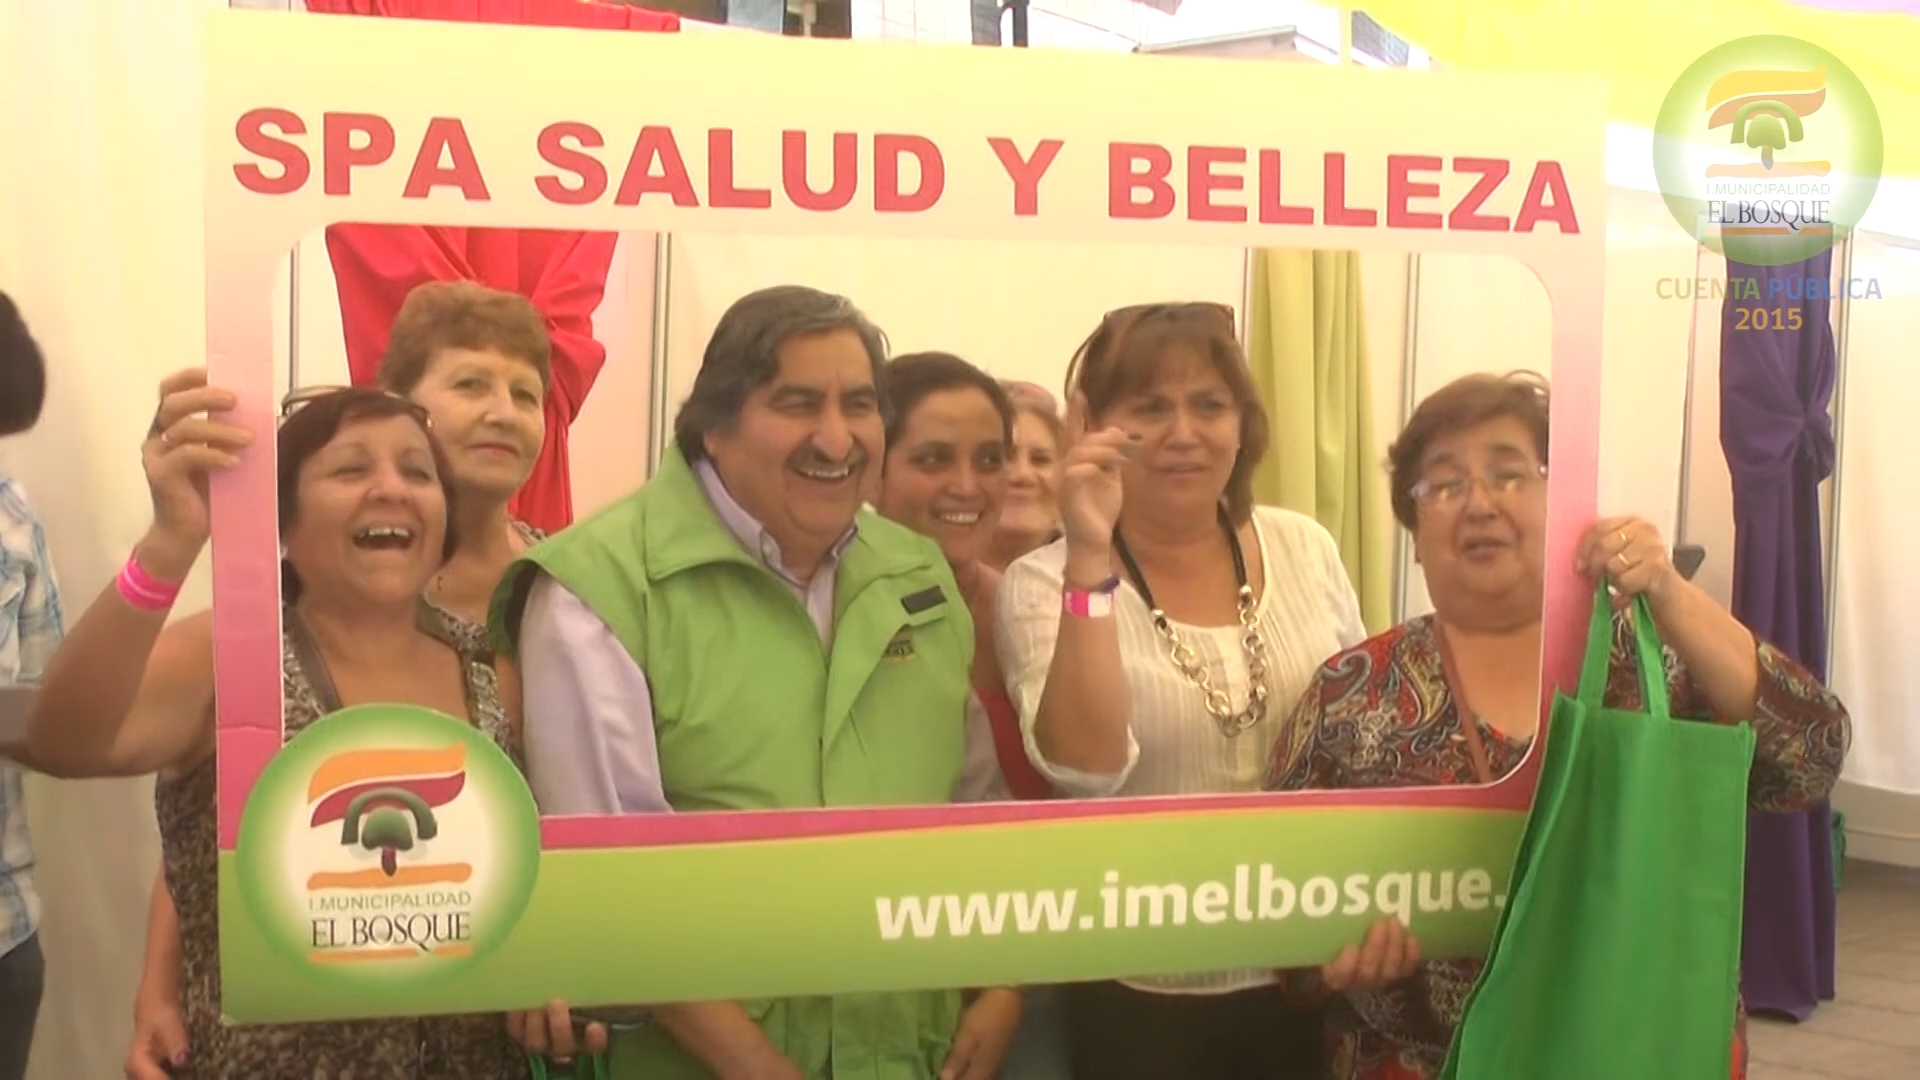 SPA SALUD Y BELLEZA
I.MUNICIPALIDAD
EL BOSQUE
CUENTA PÚBLICA
2015
I.MUNICIPALIDAD
EL BOSQUE
www.imelbosque.